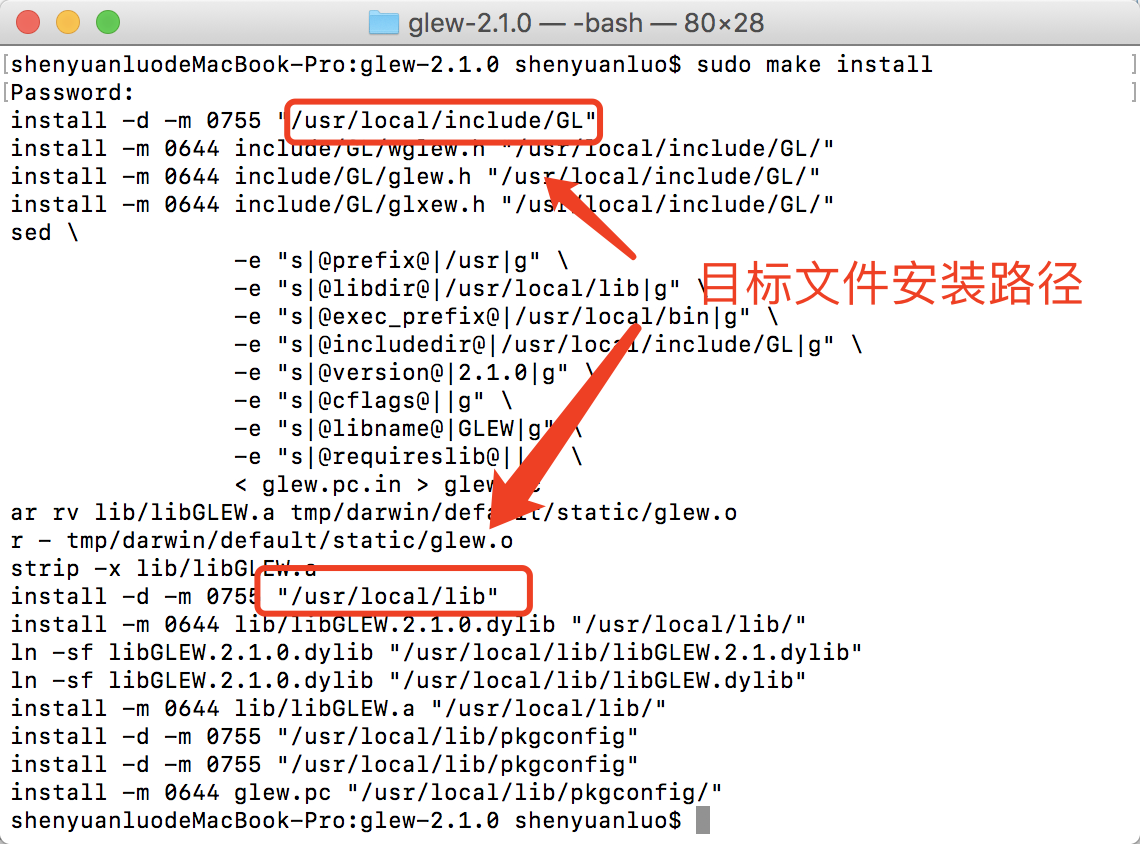 glew-2.1.0 — -bash — 80×28
shenyuanluodeMacBook-Pro:glew-2.1.0 shenyuanluo$ sudo make install
Password:
install -d -m 0755 "/usr/local/include/GL"
install -m 0644 include/GL/wglew.h "/usr/local/include/GL/"
install -m 0644 include/GL/glew.h "/usr/local/include/GL/"
install -m 0644 include/GL/glxew.h "/usr/local/include/GL/"
sed \
-e "s|@prefix@|/usr|g" \
-e "s|@libdir@|/usr/local/lib|g" \
目标文件安装路径
-e "s|@exec_prefix@|/usr/local/bin|g" \
-e "s|@includedir@|/usr/local/include/GL|g" \
-e "s|@version@|2.1.0|g" \
-e "s|@cflags@||g" \
-e "s|@libname@|GLEW|g" \
-e "s|@requireslib@|| \
< glew.pc.in >
ar rv lib/libGLEW.a tmp/darwin/default/static/glew.o
r - tmp/darwin/default/static/glew.o
strip -x lib/libGLEW.a
install -d -m 0755 "/usr/local/lib"
install -m 0644 lib/libGLEW.2.1.0.dylib "/usr/local/lib/"
ln -sf libGLEW.2.1.0.dylib "/usr/local/lib/libGLEW.2.1.dylib"
ln -sf libGLEW.2.1.0.dylib "/usr/local/lib/libGLEW.dylib"
install -m 0644 lib/libGLEW.a "/usr/local/lib/"
install -d -m 0755 "/usr/local/lib/pkgconfig"
install -d -m 0755 "/usr/local/lib/pkgconfig"
install -m 0644 glew.pc "/usr/local/lib/pkgconfig/"
shenyuanluodeMacBook-Pro:glew-2.1.0 shenyuanluo$